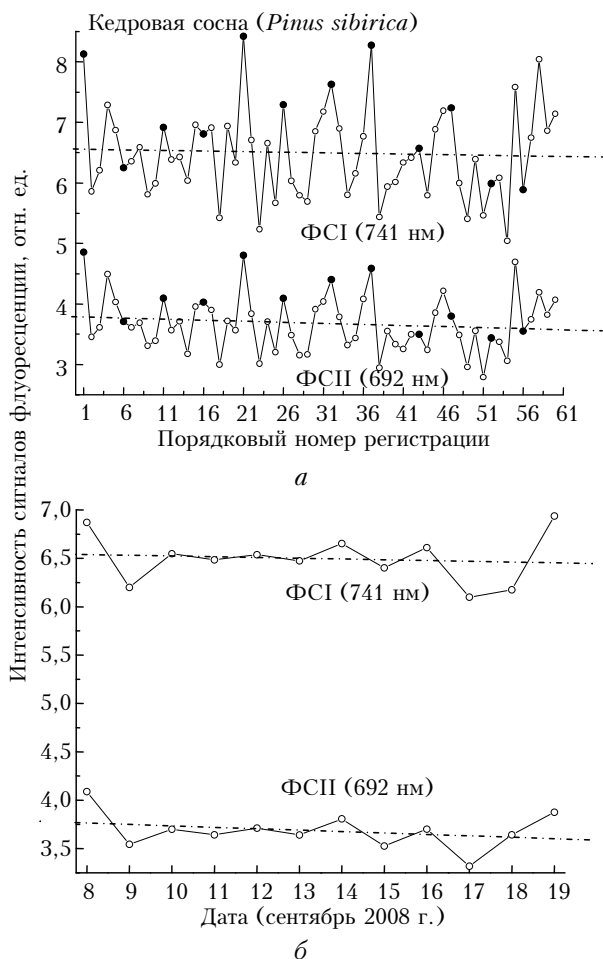 Кедровая сосна (Pinus sibirica)
Интенсивность сигналов флуоресценции, отн. ед.
8
7
6
ФСI (741 нм)
5
4
3
ФСII (692 нм)
1 6 11 16 21 26 31 36 41 46 51 56 61
Порядковый номер регистрации
а
7,0
6,5
ФСI (741 нм)
6,0
5,5
5,0
4,5
ФСII (692 нм)
4,0
3,5
8 9 10 11 12 13 14 15 16 17 18 19
Дата (сентябрь 2008 г.)
б